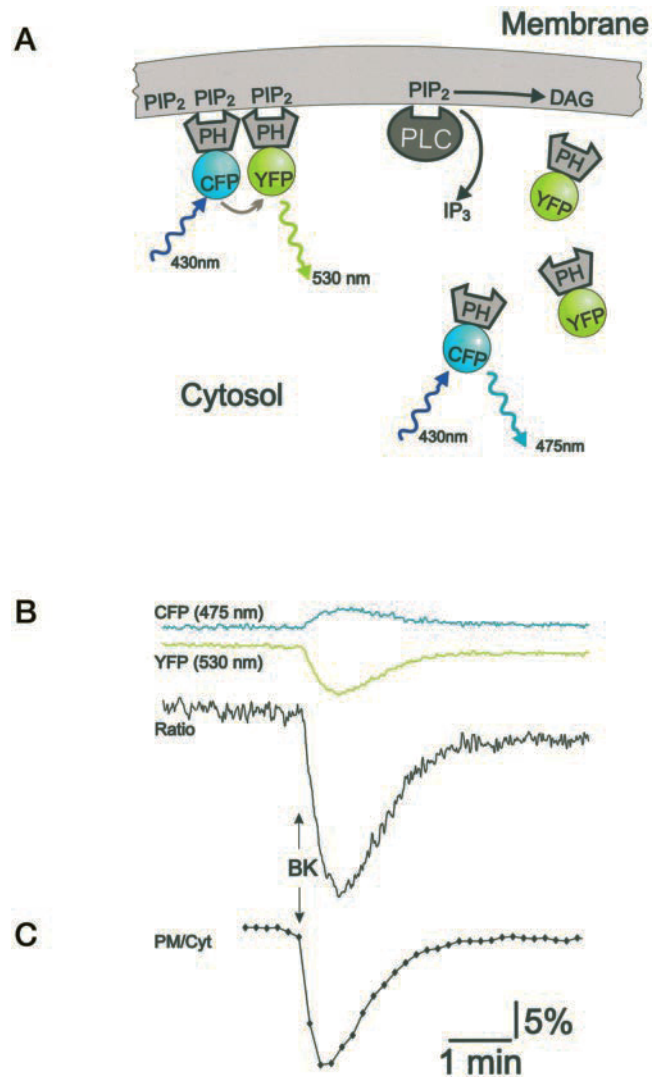 A
Membrane
PIP2 PIP2 PIP2
PIP2
DAG
PH
PH
PLC
PH
CFP
YFP
YFP
IP3
430nm
530 nm
PH
PH
YFP
CFP
Cytosol
430nm
475nm
B
CFP (475 nm)
YFP (530 nm)
Ratio
BK
C
PM/Cyt
5%
1 min